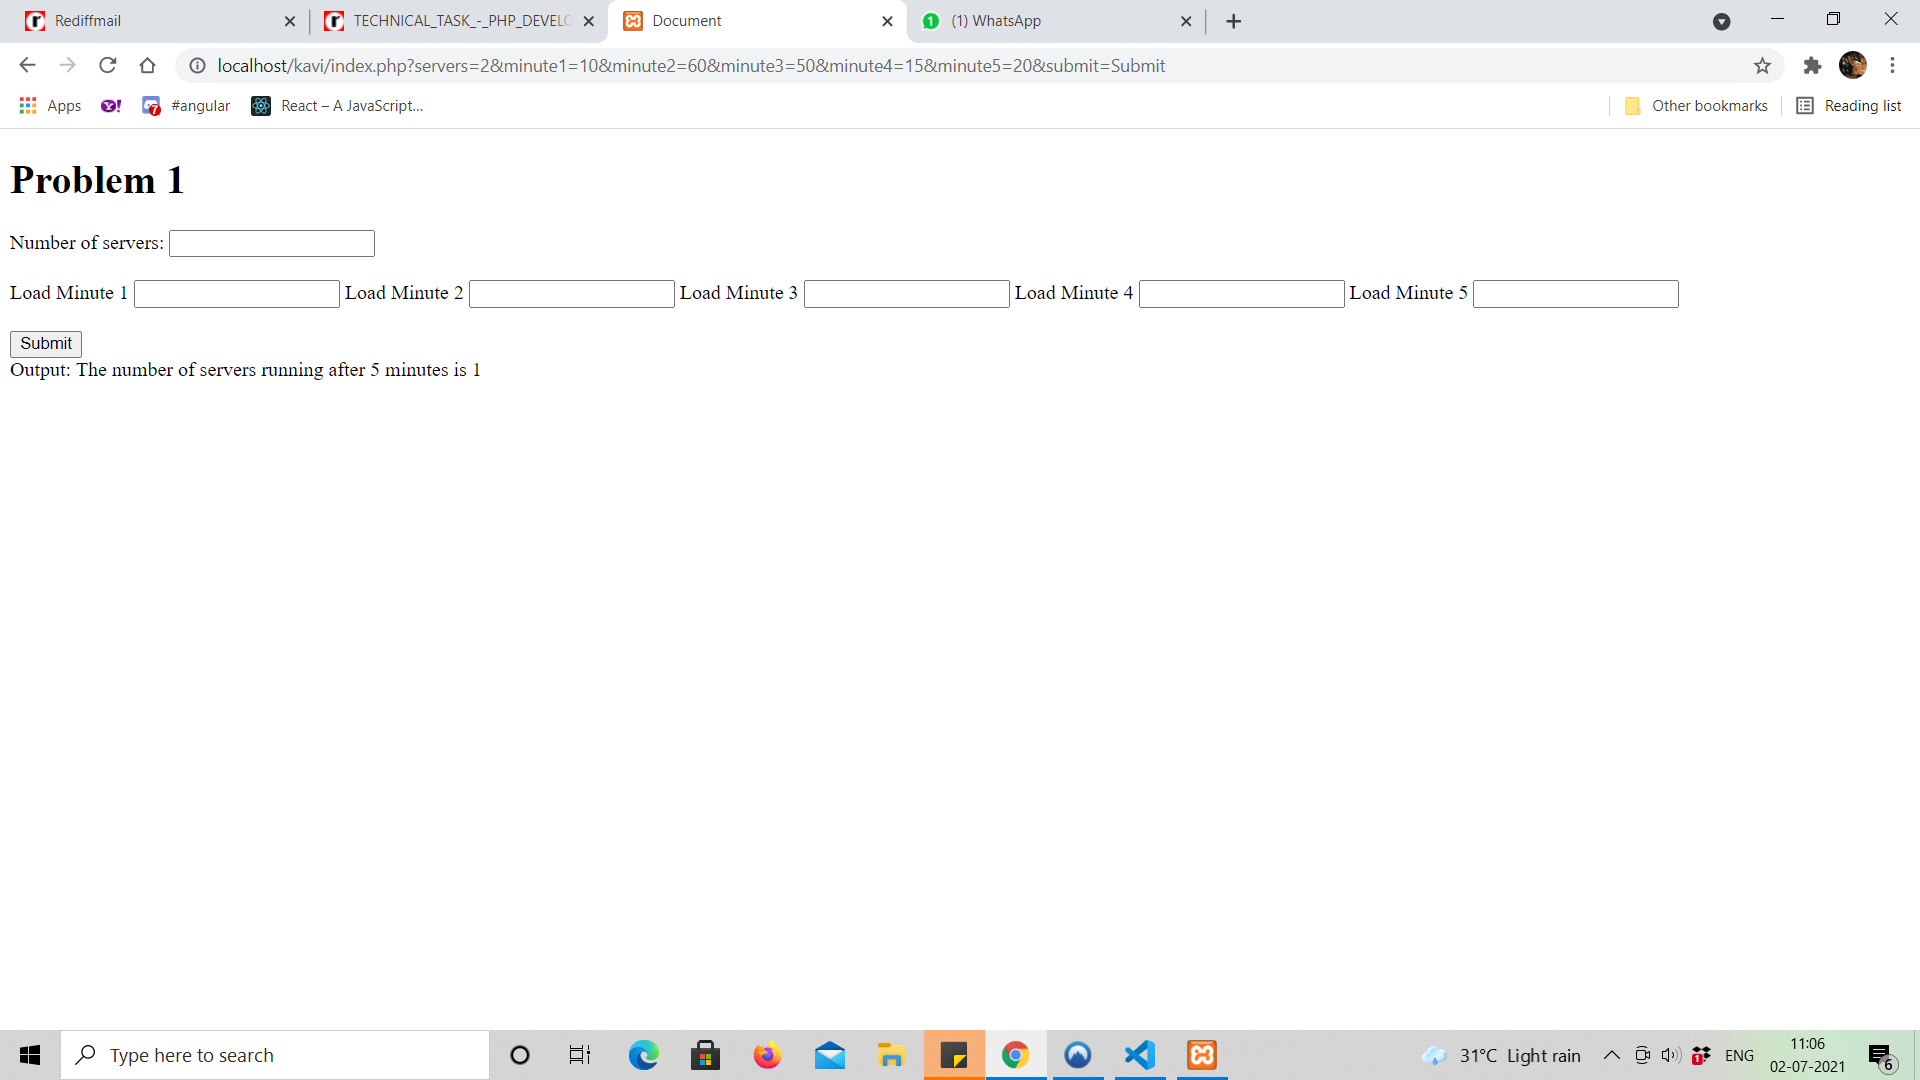 Rediffmail
TECHNICAL_TASK_-_PHP_DEVELO
Document
1 (1) WhatsApp
localhost/kavi/index.php?servers=2&minute1=10&minute2=60&minute3=50&minute4=15&minute5=20&submit=Submit
Apps Y! 7 #angular React – A JavaScript... Other bookmarks Reading list
Problem 1
Number of servers:
Load Minute 1 Load Minute 2 Load Minute 3 Load Minute 4 Load Minute 5
Submit
Output: The number of servers running after 5 minutes is 1
Type here to search
31°C Light rain
1
ENG
11:06
02-07-2021
6